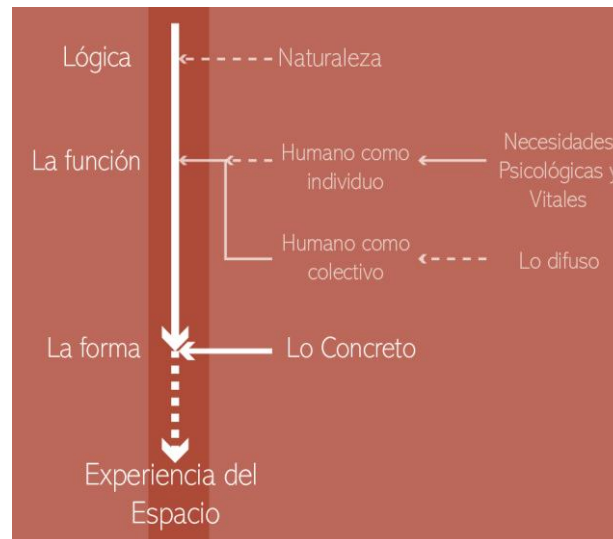 Lógica
Naturaleza
La función
Humano como
individuo
Necesidades
Psicológicas y
Vitales
Humano como
colectivo
Lo difuso
La forma
Lo Concreto
Experiencia del
Espacio